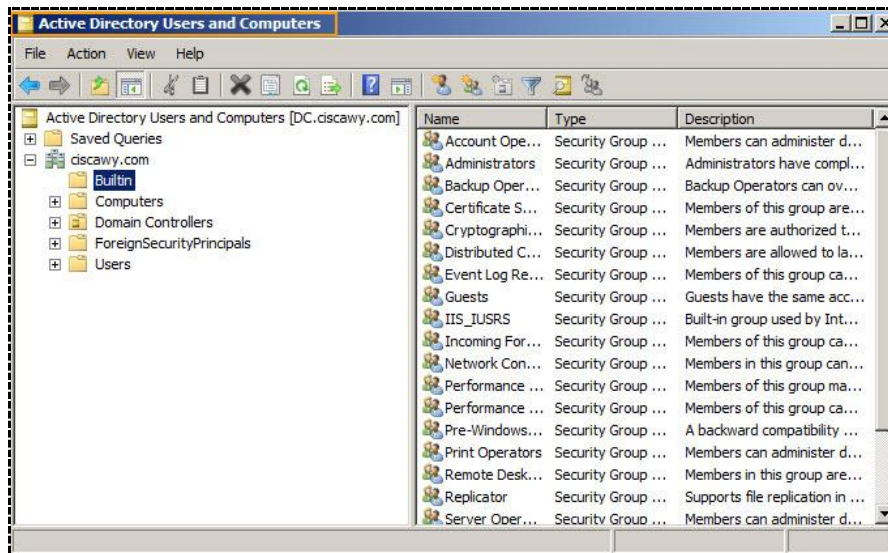 Active Directory Users and Computers
File Action View Help
Active Directory Users and Computers [DC.ciscawy.com]
Saved Queries
ciscawy.com
Builtin
Computers
Domain Controllers
ForeignSecurityPrincipals
Users
Name Type Description
Account Ope... Security Group ... Members can administer d...
Administrators Security Group ... Administrators have compl...
Backup Oper... Security Group ... Backup Operators can ov...
Certificate S... Security Group ... Members of this group are...
Cryptographi... Security Group ... Members are authorized t...
Distributed C... Security Group ... Members are allowed to la...
Event Log Re... Security Group ... Members of this group ca...
Guests Security Group ... Guests have the same acc...
IIS_IUSRS Security Group ... Built-in group used by Int...
Incoming For... Security Group ... Members of this group ca...
Network Con... Security Group ... Members in this group can...
Performance ... Security Group ... Members of this group ma...
Performance ... Security Group ... Members of this group ca...
Pre-Windows... Security Group ... A backward compatibility ...
Print Operators Security Group ... Members can administer d...
Remote Desk... Security Group ... Members in this group are...
Replicator Security Group ... Supports file replication in ...
Server Oper... Security Group ... Members can administer d...